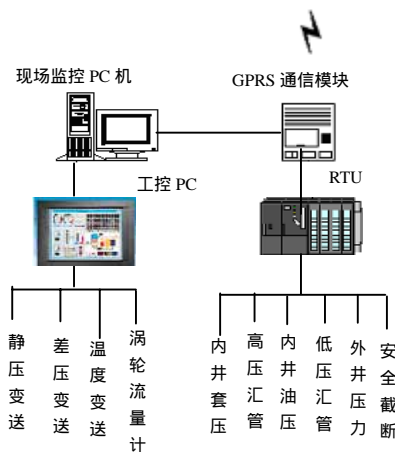 现场监控 PC 机
GPRS 通信模块
工控 PC
RTU
静压变送
差压变送
温度变送
涡轮流量计
内井套压
高压汇管
内井油压
低压汇管
外井压力
安全截断